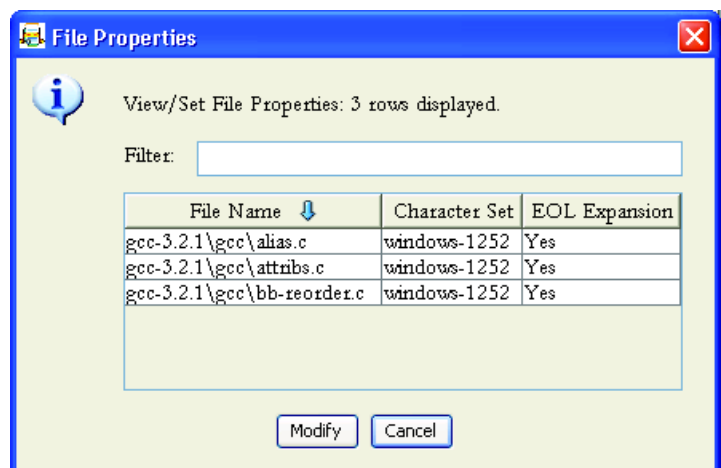 File Properties
View/Set File Properties: 3 rows displayed.
Filter:
File Name Character Set EOL Expansion
gcc-3.2.1\gcc\alias.c windows-1252 Yes
gcc-3.2.1\gcc\attribs.c windows-1252 Yes
gcc-3.2.1\gcc\bb-reorder.c windows-1252 Yes
Modify Cancel